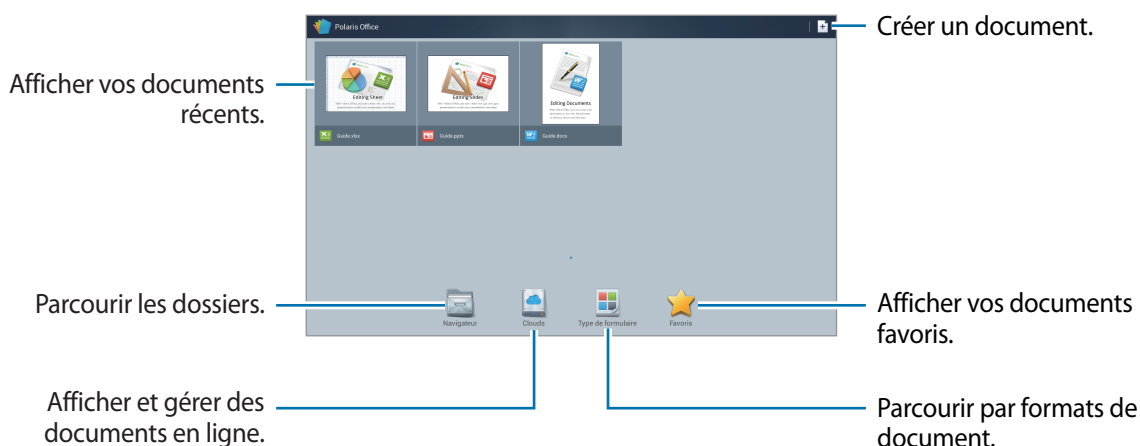 Polaris Office
Créer un document.
Afficher vos documents
récents.
Editing Sheet
Editing Slides
Editing Documents
Guide.xlsx
Guide.pptx
Guide.docx
Parcourir les dossiers.
Navigateur
Clouds
Type de formulaire
Favoris
Afficher vos documents
favoris.
Afficher et gérer des
documents en ligne.
Parcourir par formats de
document.